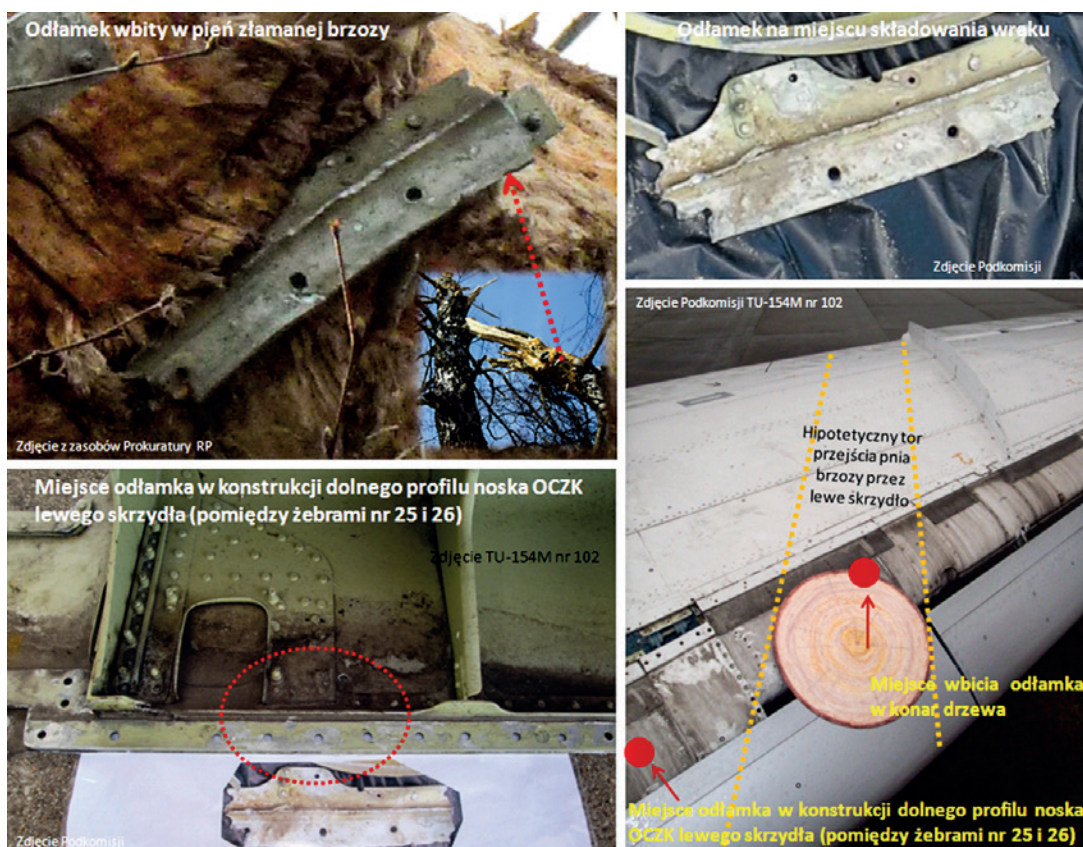 Odłamek wbity w pień złamanej brzozy
Zdjęcie z zasobów Prokuratury RP
Odłamek na miejscu składowania wraku
Zdjęcie Podkomisji
Miejsce odłamka w konstrukcji dolnego profilu noska OCZK
lewego skrzydła (pomiędzy żebrami nr 25 i 26)
Zdjęcie TU-154M nr 102
Zdjęcie Podkomisji
Zdjęcie Podkomisji TU-154M nr 102
Hipotetyczny tor
przejścia pnia
brzozy przez
lewe skrzydło
Miejsce wbicia odłamka
w konar drzewa
Miejsce odłamka w konstrukcji dolnego profilu noska
OCZK lewego skrzydła (pomiędzy żebrami nr 25 i 26)